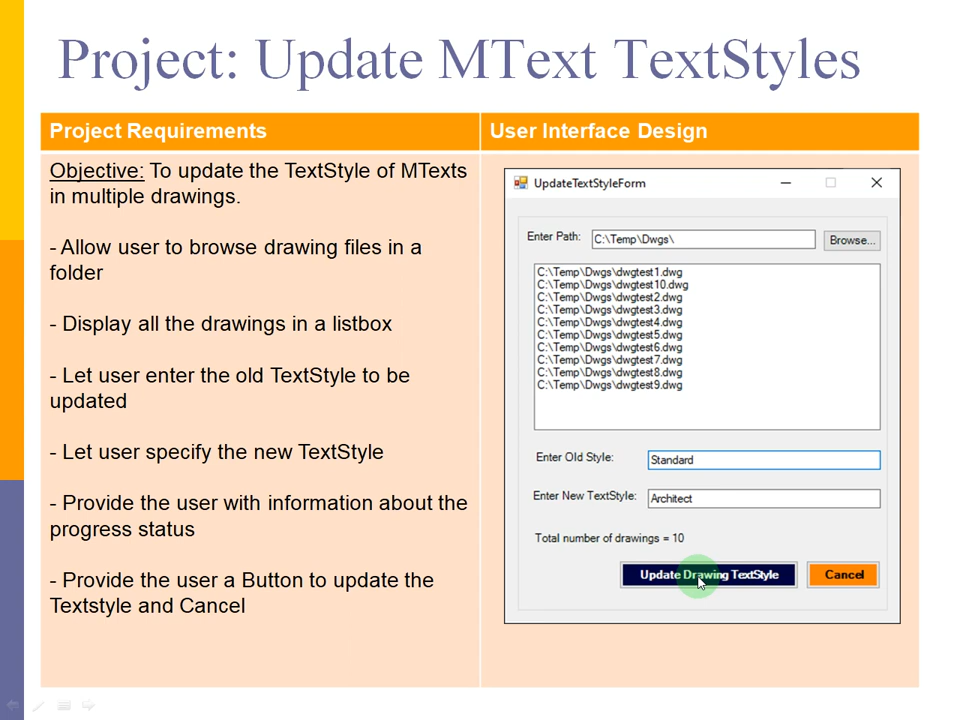 Project: Update MText TextStyles
Project Requirements
User Interface Design
Objective: To update the TextStyle of MTexts
in multiple drawings.
- Allow user to browse drawing files in a
folder
- Display all the drawings in a listbox
- Let user enter the old TextStyle to be
updated
- Let user specify the new TextStyle
- Provide the user with information about the
progress status
- Provide the user a Button to update the
Textstyle and Cancel
UpdateTextStyleForm
Enter Path: C:\Temp\Dwgs\ Browse...
C:\Temp\Dwgs\dwgtest1.dwg
C:\Temp\Dwgs\dwgtest10.dwg
C:\Temp\Dwgs\dwgtest2.dwg
C:\Temp\Dwgs\dwgtest3.dwg
C:\Temp\Dwgs\dwgtest4.dwg
C:\Temp\Dwgs\dwgtest5.dwg
C:\Temp\Dwgs\dwgtest6.dwg
C:\Temp\Dwgs\dwgtest7.dwg
C:\Temp\Dwgs\dwgtest8.dwg
C:\Temp\Dwgs\dwgtest9.dwg
Enter Old Style: Standard
Enter New TextStyle: Architect
Total number of drawings = 10
Update Drawing TextStyle Cancel